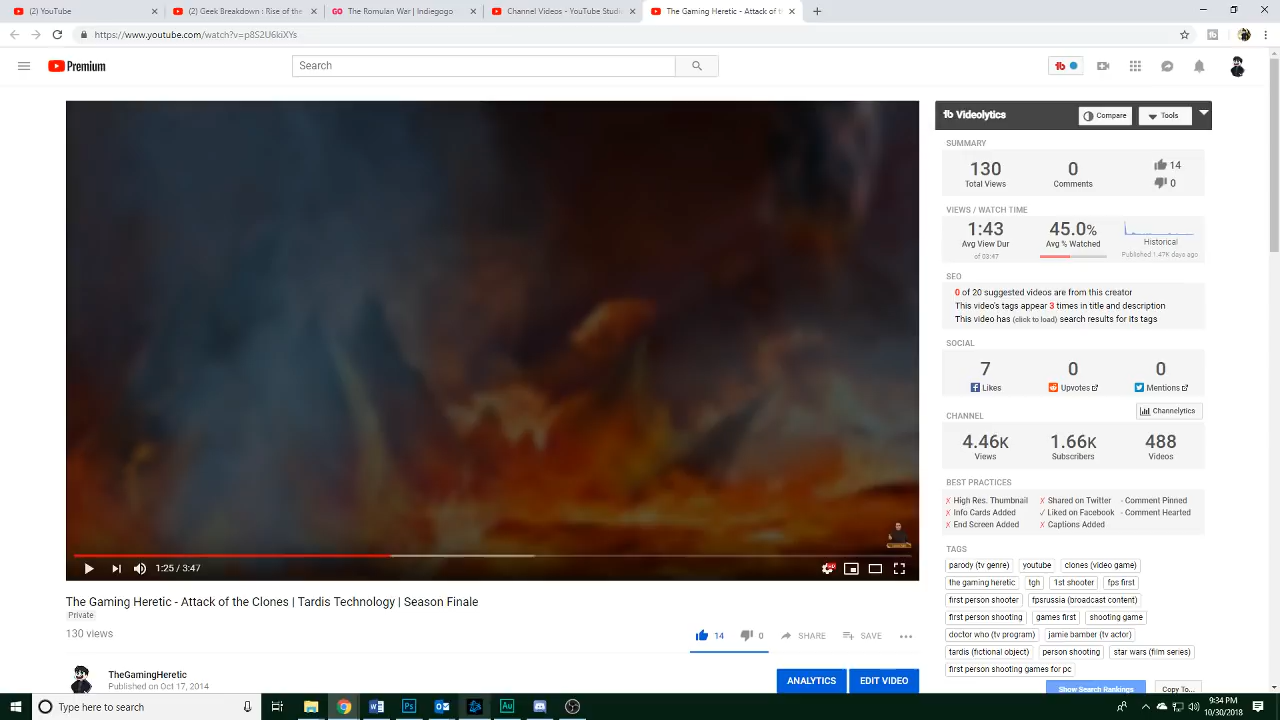 (2) YouTube
(2) Geek Breakdown : Rise of the
The Romulan War | Indiegogo
Channel Videos - YouTube Studio
The Gaming Heretic - Attack of t
https://www.youtube.com/watch?v=p8S2U6kiXYs
Premium
Search
tb
tb Videolytics
Compare
Tools
SUMMARY
130
0
14
Total Views
Comments
0
VIEWS / WATCH TIME
1:43
45.0%
Avg View Dur
Avg % Watched
Historical
of 03:47
Published 1.47K days ago
SEO
0 of 20 suggested videos are from this creator
This video's tags appear 3 times in title and description
This video has (click to load) search results for its tags
SOCIAL
7
0
0
Likes
Upvotes
Mentions
CHANNEL
Channelytics
4.46K
1.66K
488
Views
Subscribers
Videos
BEST PRACTICES
✗ High Res. Thumbnail
✗ Shared on Twitter
- Comment Pinned
✗ Info Cards Added
✓ Liked on Facebook
- Comment Hearted
✗ End Screen Added
✗ Captions Added
TAGS
parody (tv genre)
youtube
clones (video game)
the gaming heretic
tgh
1st shooter
fps first
first person shooter
fpsrussia (broadcast content)
first person shooting
games first
shooting game
doctor who (tv program)
jamie bamber (tv actor)
tardis (fictional object)
person shooting
star wars (film series)
first person shooting games for pc
Show Search Rankings
Copy To...
1:25 / 3:47
HD
The Gaming Heretic - Attack of the Clones | Tardis Technology | Season Finale
Private
130 views
14
0
SHARE
SAVE
TheGamingHeretic
Published on Oct 17, 2014
ANALYTICS
EDIT VIDEO
Type here to search
9:34 PM
10/30/2018